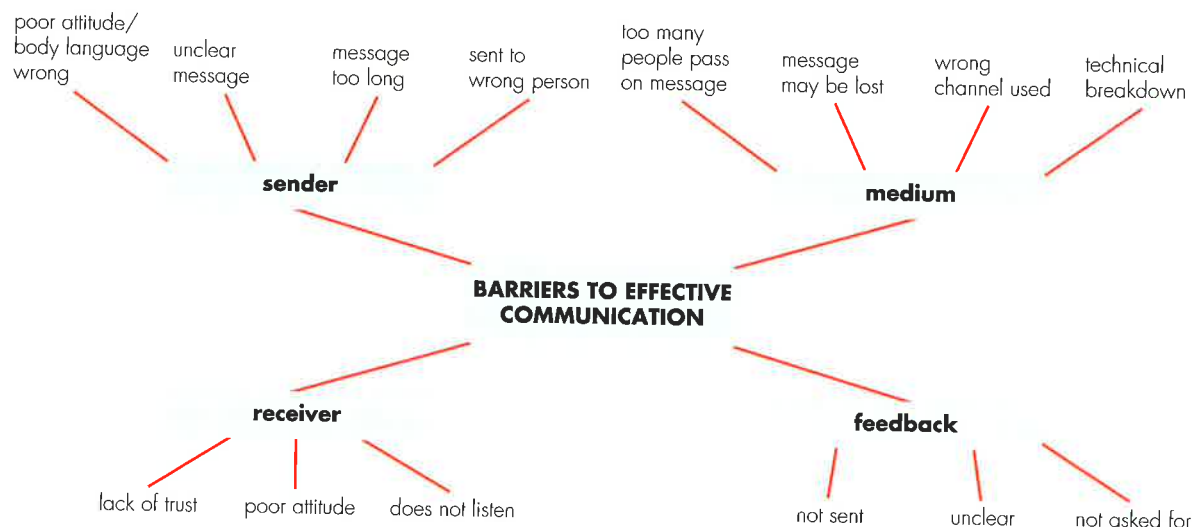 poor attitude/
body language
wrong
unclear
message
message
too long
sent to
wrong person
sender
too many
people pass
on message
message
may be lost
wrong
channel used
technical
breakdown
medium
BARRIERS TO EFFECTIVE
COMMUNICATION
receiver
lack of trust
poor attitude
does not listen
feedback
not sent
unclear
not asked for